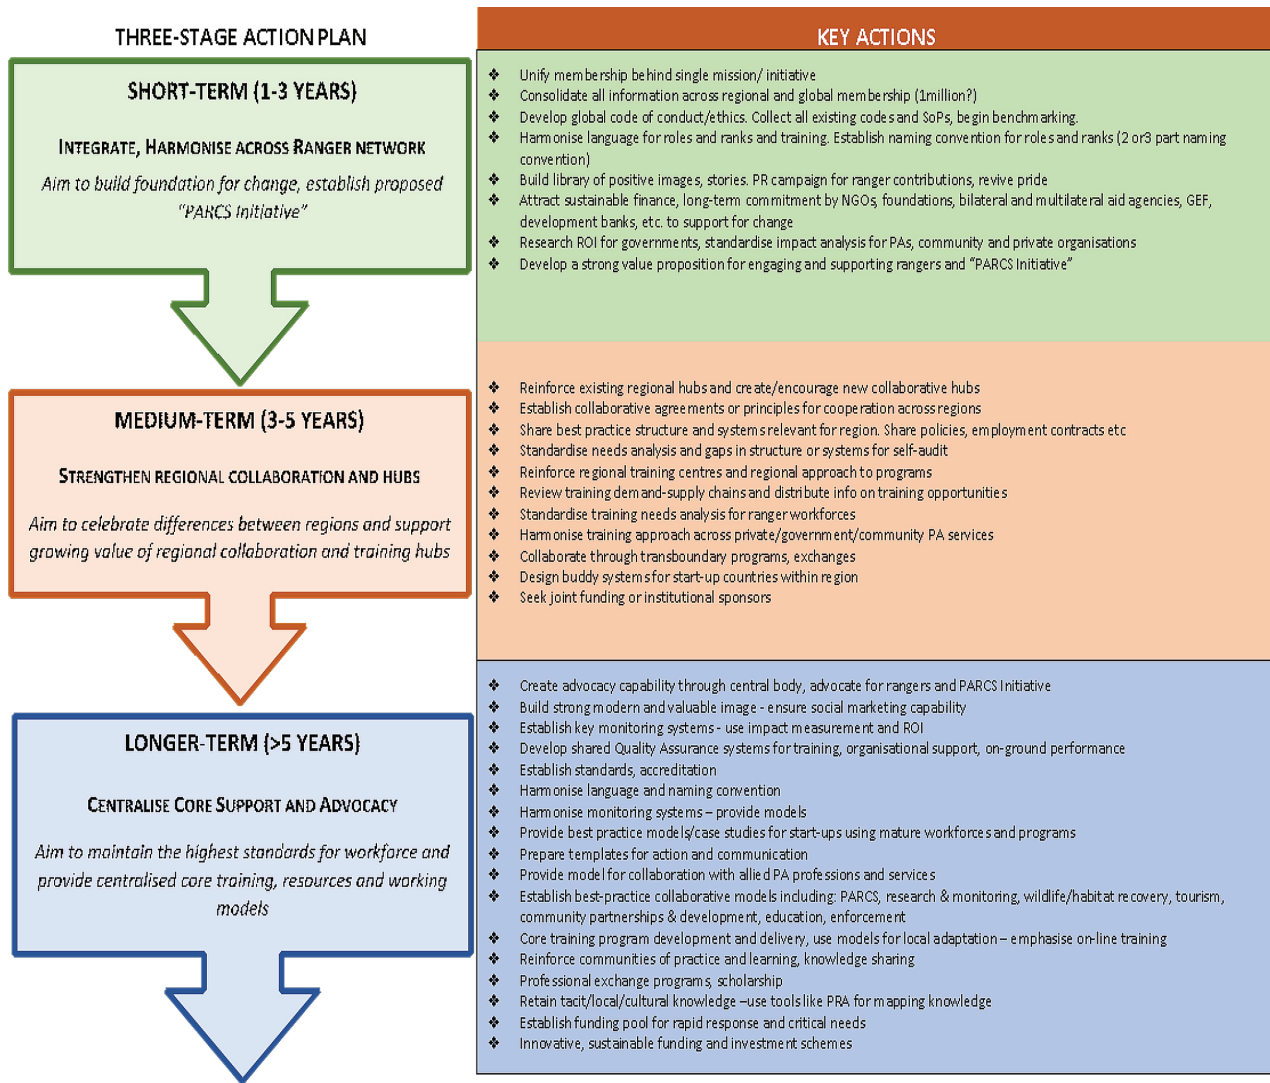 THREE-STAGE ACTION PLAN
KEY ACTIONS
SHORT-TERM (1-3 YEARS)
INTEGRATE, HARMONISE ACROSS RANGER NETWORK
Aim to build foundation for change, establish proposed
“PARCS Initiative”
❖ Unify membership behind single mission/ initiative
❖ Consolidate all information across regional and global membership (1million?)
❖ Develop global code of conduct/ethics. Collect all existing codes and SoPs, begin benchmarking.
❖ Harmonise language for roles and ranks and training. Establish naming convention for roles and ranks (2 or3 part naming
convention)
❖ Build library of positive images, stories. PR campaign for ranger contributions, revive pride
❖ Attract sustainable finance, long-term commitment by NGOs, foundations, bilateral and multilateral aid agencies, GEF,
development banks, etc. to support for change
❖ Research ROI for governments, standardise impact analysis for PAs, community and private organisations
❖ Develop a strong value proposition for engaging and supporting rangers and “PARCS Initiative”
MEDIUM-TERM (3-5 YEARS)
STRENGTHEN REGIONAL COLLABORATION AND HUBS
Aim to celebrate differences between regions and support
growing value of regional collaboration and training hubs
❖ Reinforce existing regional hubs and create/encourage new collaborative hubs
❖ Establish collaborative agreements or principles for cooperation across regions
❖ Share best practice structure and systems relevant for region. Share policies, employment contracts etc
❖ Standardise needs analysis and gaps in structure or systems for self-audit
❖ Reinforce regional training centres and regional approach to programs
❖ Review training demand-supply chains and distribute info on training opportunities
❖ Standardise training needs analysis for ranger workforces
❖ Harmonise training approach across private/government/community PA services
❖ Collaborate through transboundary programs, exchanges
❖ Design buddy systems for start-up countries within region
❖ Seek joint funding or institutional sponsors
LONGER-TERM (>5 YEARS)
CENTRALISE CORE SUPPORT AND ADVOCACY
Aim to maintain the highest standards for workforce and
provide centralised core training, resources and working
models
❖ Create advocacy capability through central body, advocate for rangers and PARCS Initiative
❖ Build strong modern and valuable image - ensure social marketing capability
❖ Establish key monitoring systems - use impact measurement and ROI
❖ Develop shared Quality Assurance systems for training, organisational support, on-ground performance
❖ Establish standards, accreditation
❖ Harmonise language and naming convention
❖ Harmonise monitoring systems – provide models
❖ Provide best practice models/case studies for start-ups using mature workforces and programs
❖ Prepare templates for action and communication
❖ Provide model for collaboration with allied PA professions and services
❖ Establish best-practice collaborative models including: PARCS, research & monitoring, wildlife/habitat recovery, tourism,
community partnerships & development, education, enforcement
❖ Core training program development and delivery, use models for local adaptation – emphasise on-line training
❖ Reinforce communities of practice and learning, knowledge sharing
❖ Professional exchange programs, scholarship
❖ Retain tacit/local/cultural knowledge –use tools like PRA for mapping knowledge
❖ Establish funding pool for rapid response and critical needs
❖ Innovative, sustainable funding and investment schemes